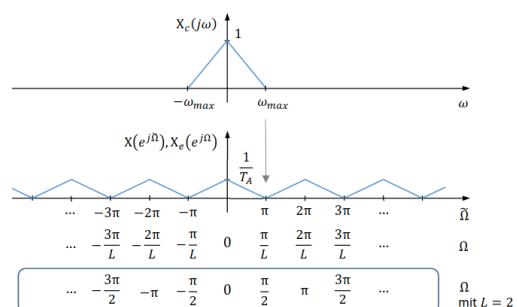 X_c(jω)
1
−ω_max ω_max ω
X(e^{jΩ̃}), X_e(e^{jΩ})
1/T_A
... −3π −2π −π π 2π 3π ... Ω̃
... −3π/L −2π/L −π/L 0 π/L 2π/L 3π/L ... Ω
... −3π/2 −π −π/2 0 π/2 π 3π/2 ... Ω
mit L = 2